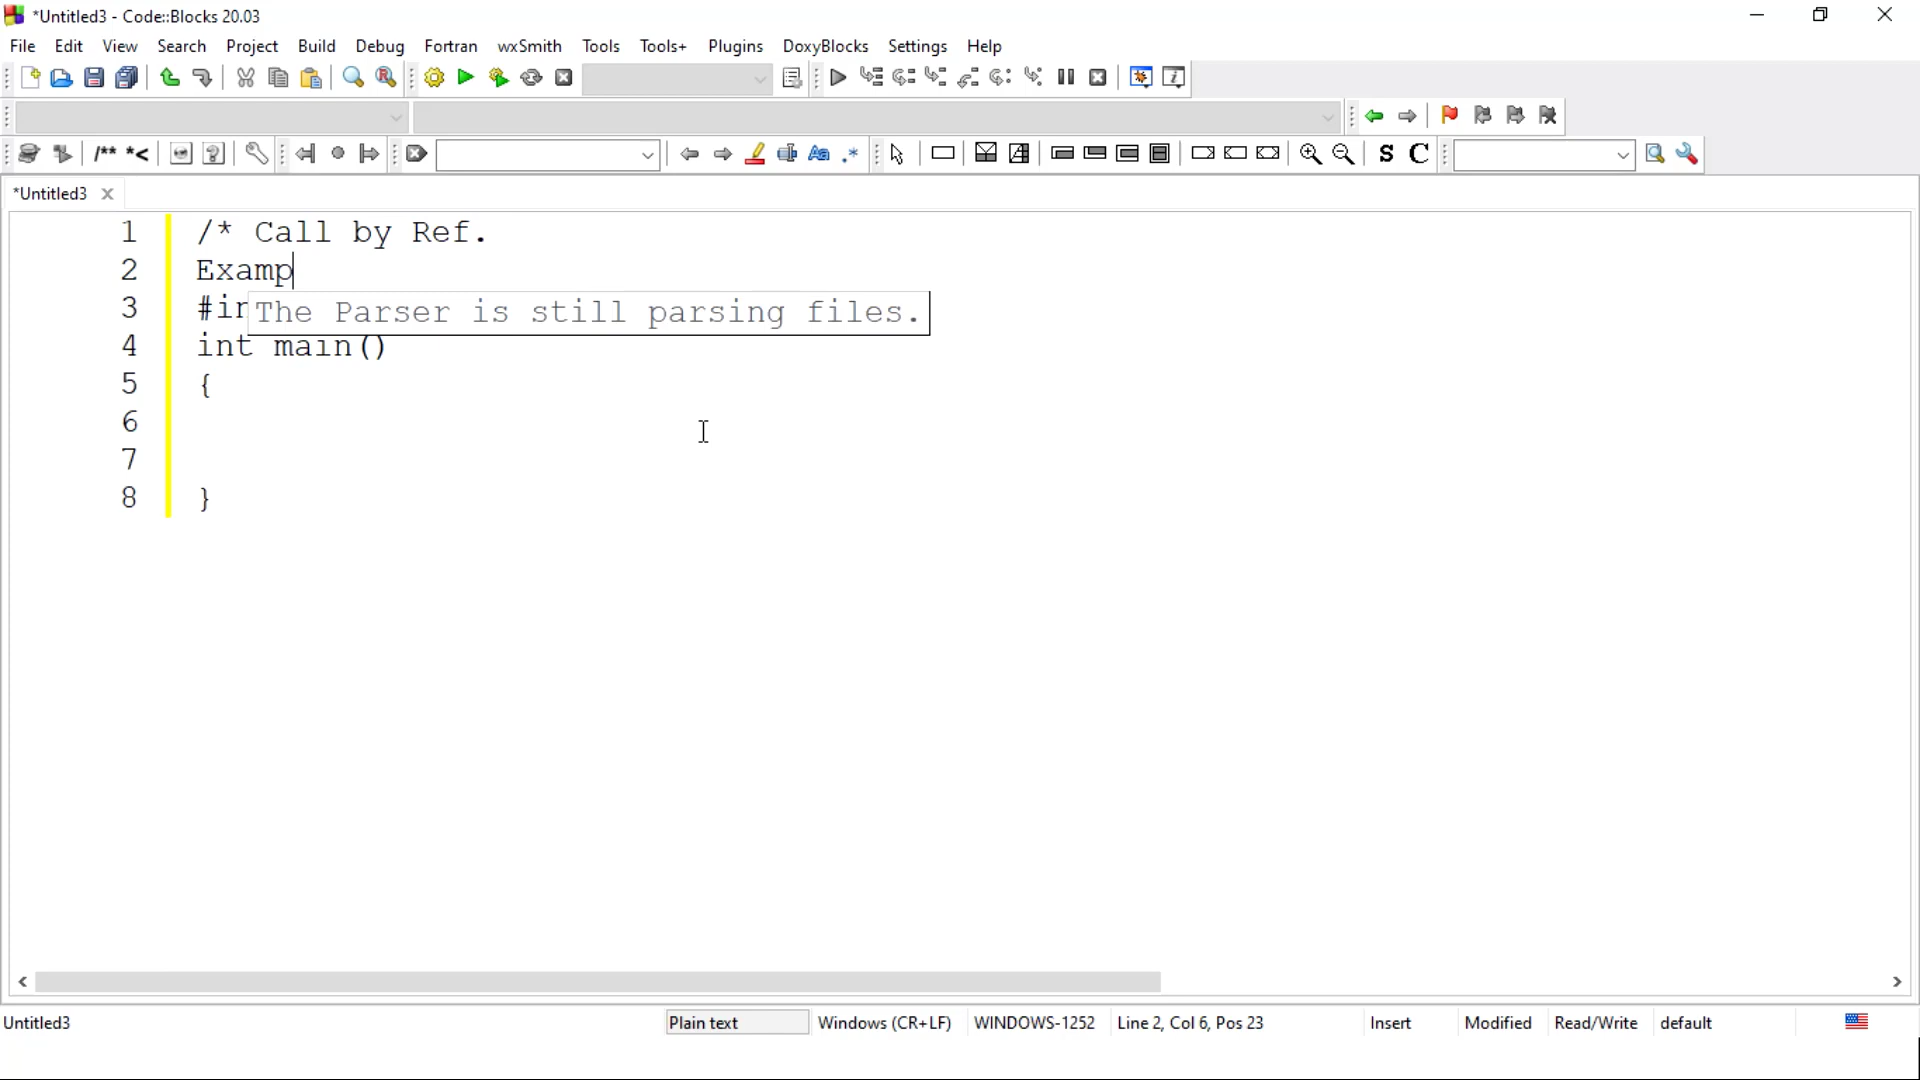 *Untitled3 - Code::Blocks 20.03
File Edit View Search Project Build Debug Fortran wxSmith Tools Tools+ Plugins DoxyBlocks Settings Help
/** *< Aa .* S C
*Untitled3
1 /* Call by Ref.
2 Examp
3 #in
The Parser is still parsing files.
4 int main()
5 {
6
7
8 }
Untitled3 Plain text Windows (CR+LF) WINDOWS-1252 Line 2, Col 6, Pos 23 Insert Modified Read/Write default